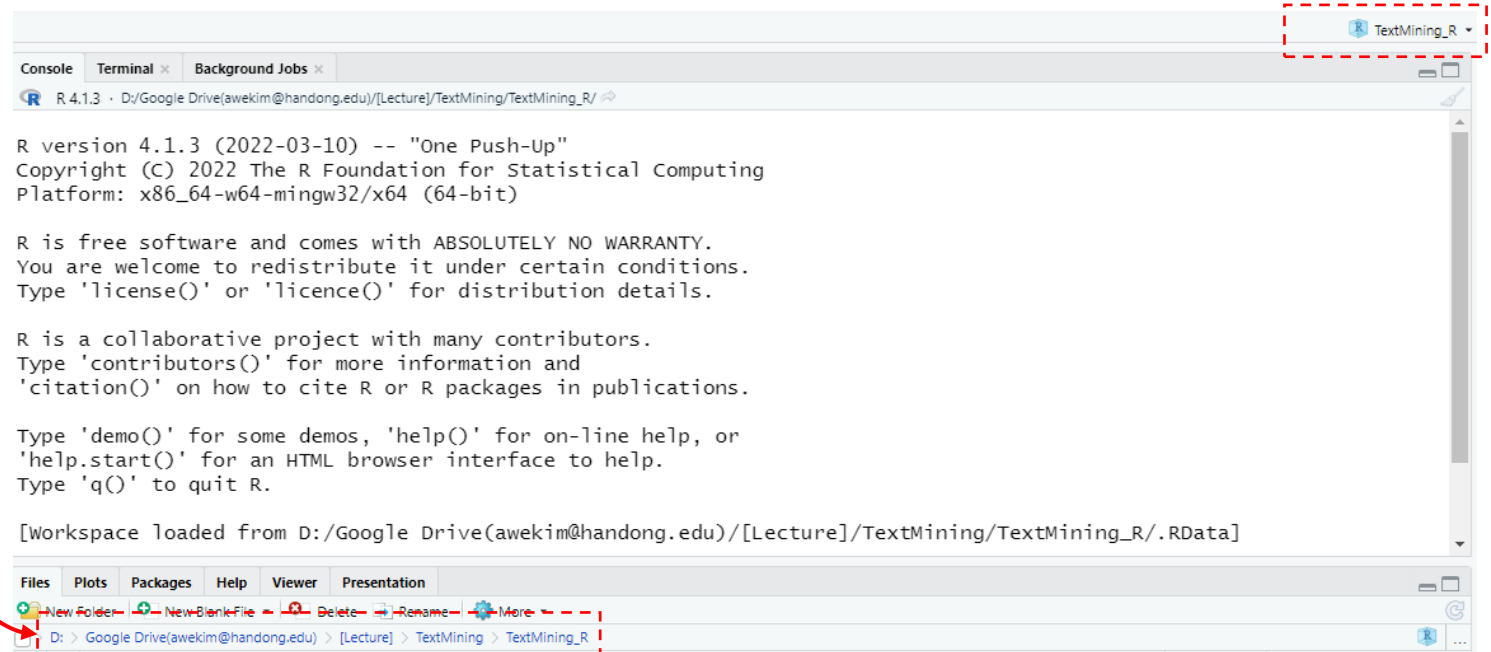 TextMining_R
Console Terminal Background Jobs
R 4.1.3 · D:/Google Drive(awekim@handong.edu)/[Lecture]/TextMining/TextMining_R/
R version 4.1.3 (2022-03-10) -- "One Push-Up"
Copyright (C) 2022 The R Foundation for Statistical Computing
Platform: x86_64-w64-mingw32/x64 (64-bit)
R is free software and comes with ABSOLUTELY NO WARRANTY.
You are welcome to redistribute it under certain conditions.
Type 'license()' or 'licence()' for distribution details.
R is a collaborative project with many contributors.
Type 'contributors()' for more information and
'citation()' on how to cite R or R packages in publications.
Type 'demo()' for some demos, 'help()' for on-line help, or
'help.start()' for an HTML browser interface to help.
Type 'q()' to quit R.
[Workspace loaded from D:/Google Drive(awekim@handong.edu)/[Lecture]/TextMining/TextMining_R/.RData]
Files Plots Packages Help Viewer Presentation
New Folder New Blank File Delete Rename More
D: > Google Drive(awekim@handong.edu) > [Lecture] > TextMining > TextMining_R ...